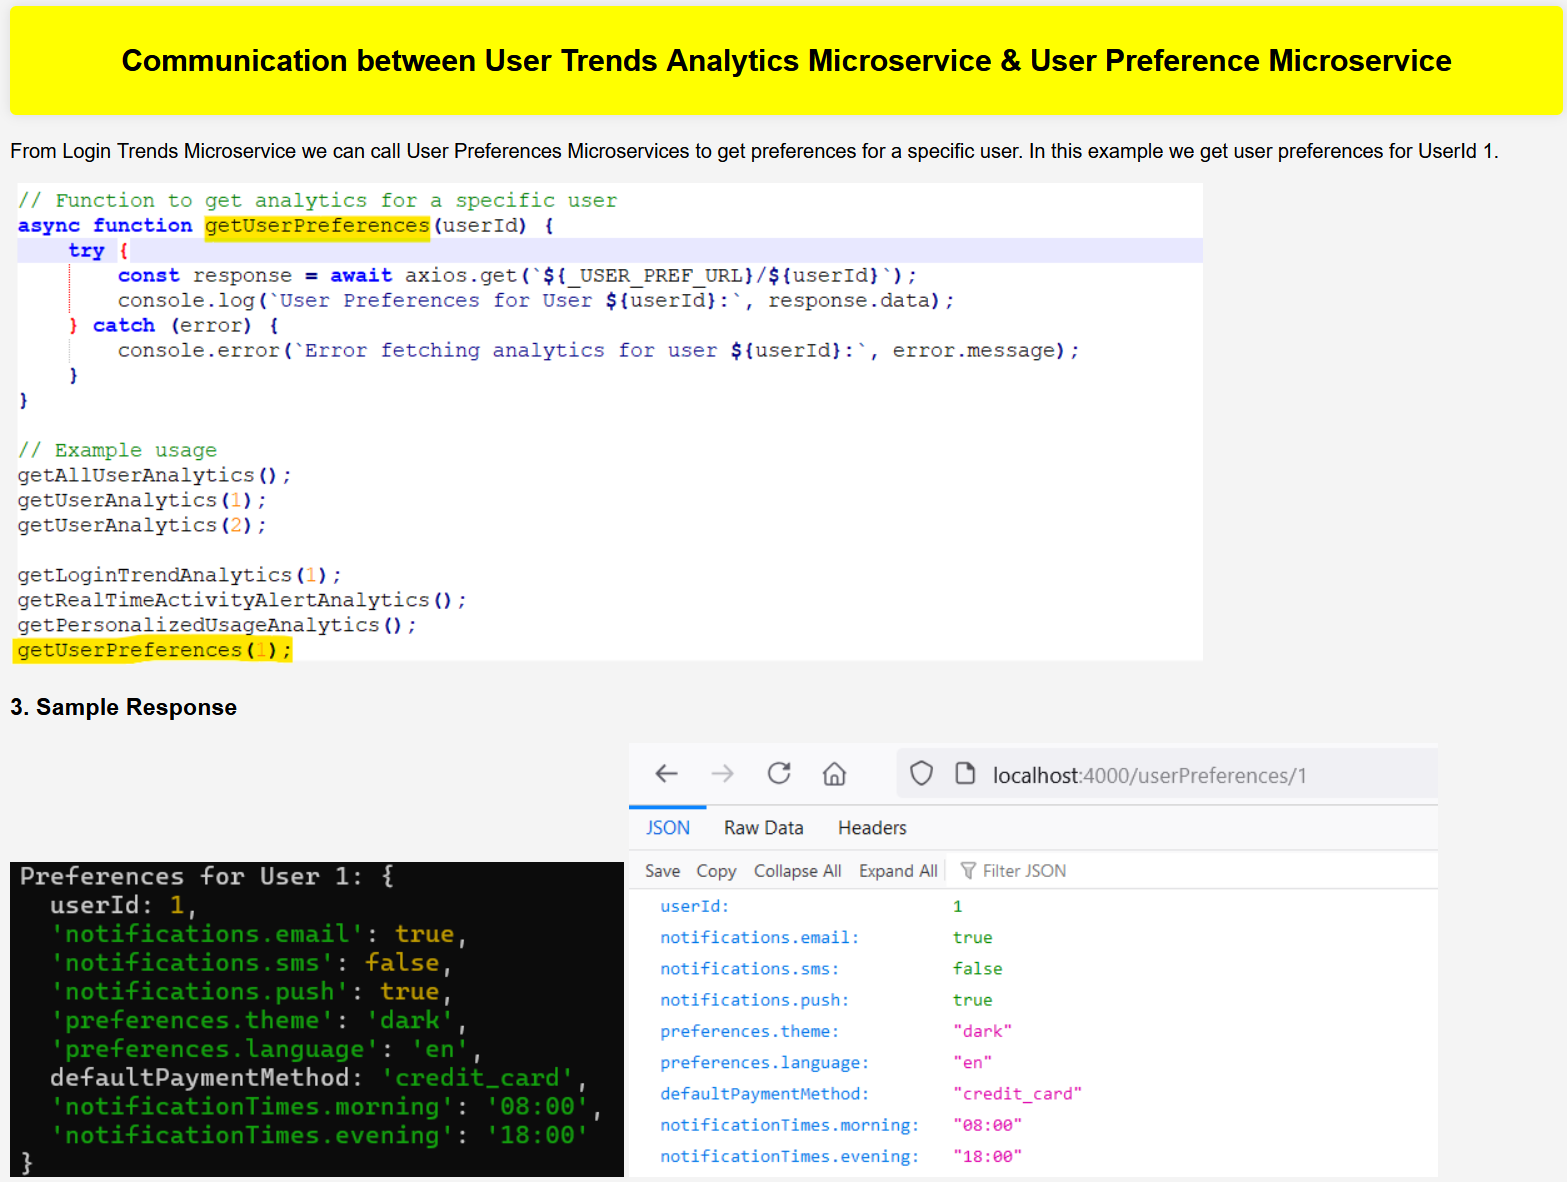 Communication between User Trends Analytics Microservice & User Preference Microservice
From Login Trends Microservice we can call User Preferences Microservices to get preferences for a specific user. In this example we get user preferences for UserId 1.
// Function to get analytics for a specific user
async function getUserPreferences(userId) {
    try {
        const response = await axios.get(`${_USER_PREF_URL}/${userId}`);
        console.log(`User Preferences for User ${userId}:`, response.data);
    } catch (error) {
        console.error(`Error fetching analytics for user ${userId}:`, error.message);
    }
}
// Example usage
getAllUserAnalytics();
getUserAnalytics(1);
getUserAnalytics(2);
getLoginTrendAnalytics(1);
getRealTimeActivityAlertAnalytics();
getPersonalizedUsageAnalytics();
getUserPreferences(1);
3. Sample Response
Preferences for User 1: {
  userId: 1,
  'notifications.email': true,
  'notifications.sms': false,
  'notifications.push': true,
  'preferences.theme': 'dark',
  'preferences.language': 'en',
  defaultPaymentMethod: 'credit_card',
  'notificationTimes.morning': '08:00',
  'notificationTimes.evening': '18:00'
}
localhost:4000/userPreferences/1
JSON Raw Data Headers
Save Copy Collapse All Expand All Filter JSON
userId: 1
notifications.email: true
notifications.sms: false
notifications.push: true
preferences.theme: "dark"
preferences.language: "en"
defaultPaymentMethod: "credit_card"
notificationTimes.morning: "08:00"
notificationTimes.evening: "18:00"